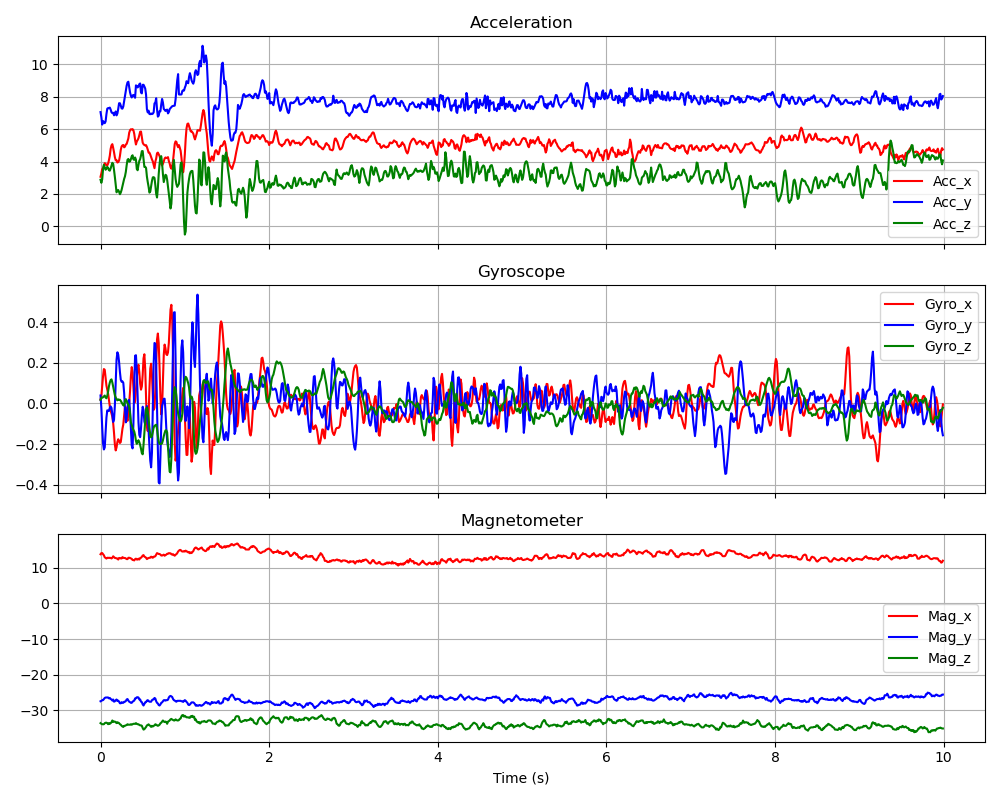 Acceleration
10
8
6
4
2
0
Acc_x
Acc_y
Acc_z
Gyroscope
0.4
0.2
0.0
−0.2
−0.4
Gyro_x
Gyro_y
Gyro_z
Magnetometer
10
0
−10
−20
−30
Mag_x
Mag_y
Mag_z
0 2 4 6 8 10
Time (s)